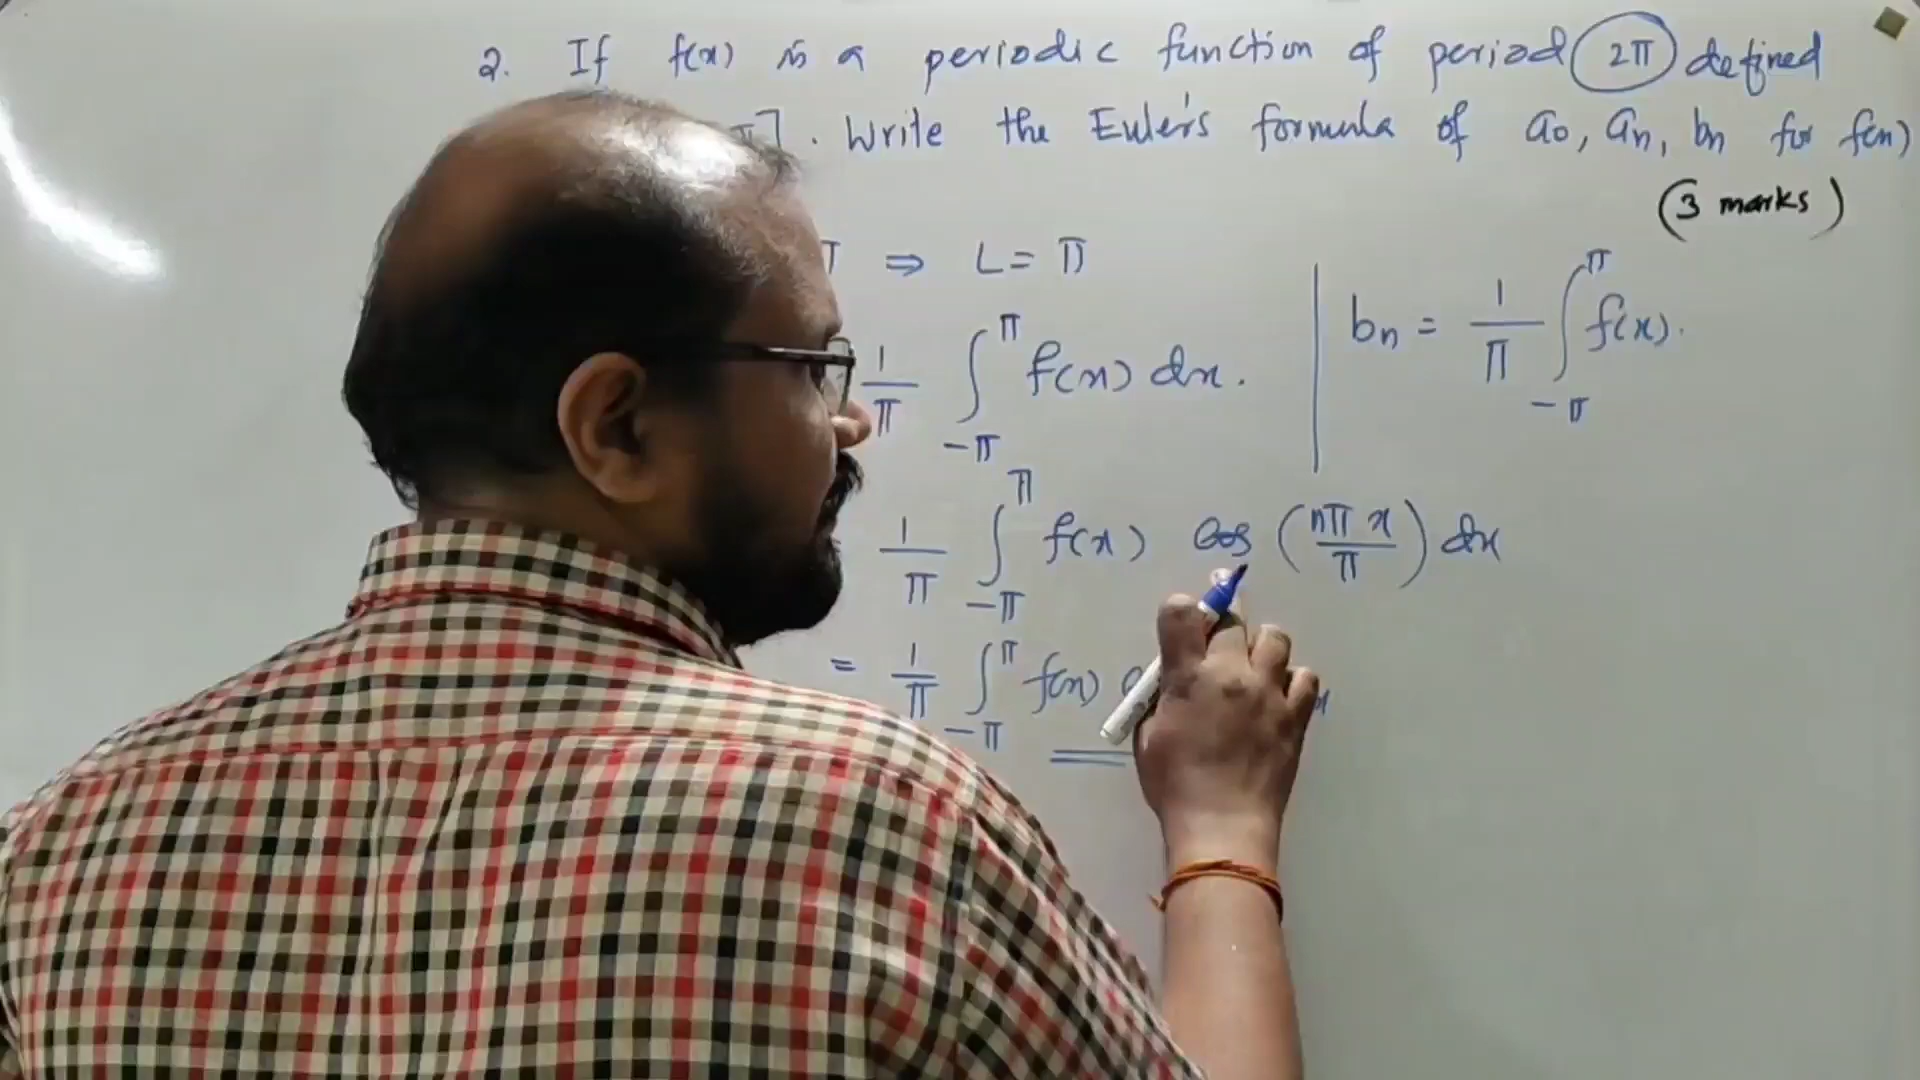 2. If f(x) is a periodic function of period 2π defined
π]. Write the Euler's formula of a0, an, bn for f(x)
(3 marks)
⇒ L = π
1/π ∫_{-π}^{π} f(x) dx.
bn = 1/π ∫_{-π}^{π} f(x).
1/π ∫_{-π}^{π} f(x) Cos (nπx/π) dx
= 1/π ∫_{-π}^{π} f(x)